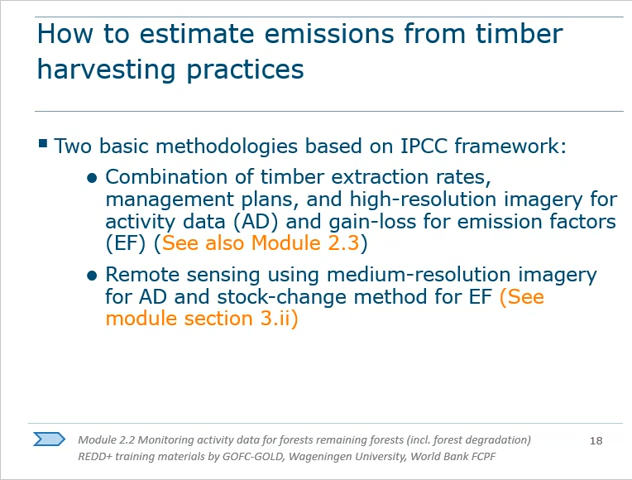 How to estimate emissions from timber
harvesting practices
Two basic methodologies based on IPCC framework:
Combination of timber extraction rates,
management plans, and high-resolution imagery for
activity data (AD) and gain-loss for emission factors
(EF) (See also Module 2.3)
Remote sensing using medium-resolution imagery
for AD and stock-change method for EF (See
module section 3.ii)
Module 2.2 Monitoring activity data for forests remaining forests (incl. forest degradation)
REDD+ training materials by GOFC-GOLD, Wageningen University, World Bank FCPF
18